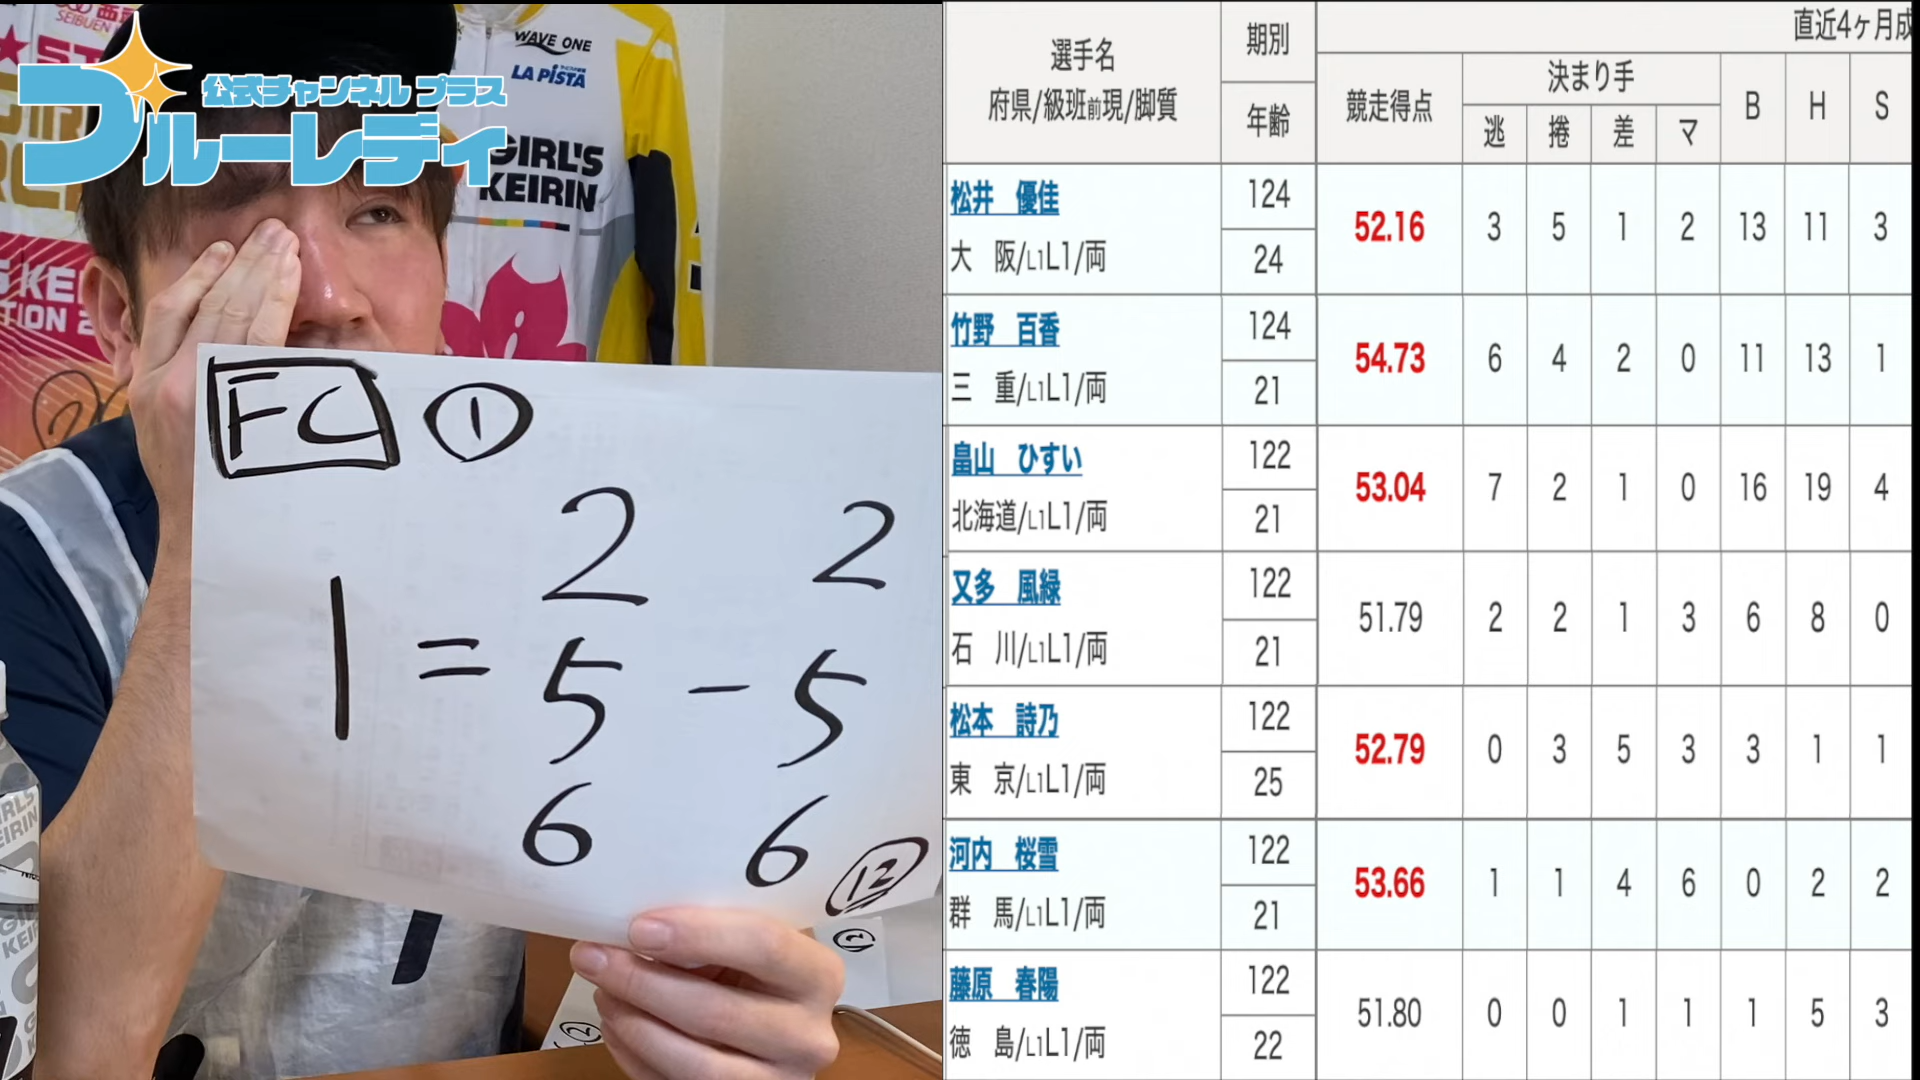 公式チャンネル プラス
ブルーレディ
WAVE ONE
LA PISTA
GIRL'S
KEIRIN
FC ①
2 2
1 = 5 - 5
6 6
⑫
選手名
府県/級班前現/脚質
期別
年齢
直近4ヶ月成
競走得点
決まり手
逃 捲 差 マ
B H S
松井 優佳 124
大 阪/L1L1/両 24 52.16 3 5 1 2 13 11 3
竹野 百香 124
三 重/L1L1/両 21 54.73 6 4 2 0 11 13 1
畠山 ひすい 122
北海道/L1L1/両 21 53.04 7 2 1 0 16 19 4
又多 風緑 122
石 川/L1L1/両 21 51.79 2 2 1 3 6 8 0
松本 詩乃 122
東 京/L1L1/両 25 52.79 0 3 5 3 3 1 1
河内 桜雪 122
群 馬/L1L1/両 21 53.66 1 1 4 6 0 2 2
藤原 春陽 122
徳 島/L1L1/両 22 51.80 0 0 1 1 1 5 3